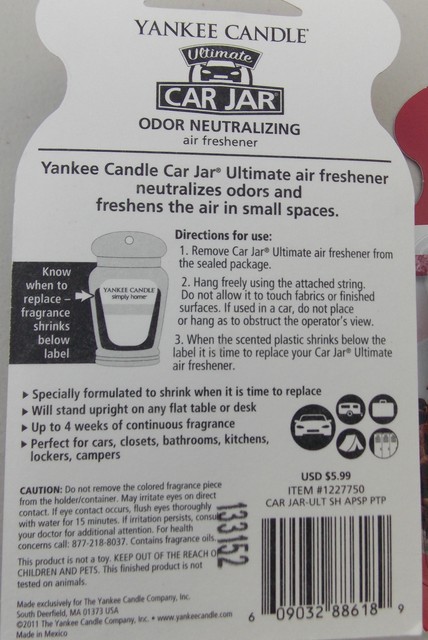 YANKEE CANDLE®
Ultimate
CAR JAR
ODOR NEUTRALIZING
air freshener
Yankee Candle Car Jar® Ultimate air freshener
neutralizes odors and
freshens the air in small spaces.
Know
when to
replace –
fragrance
shrinks
below
label
YANKEE CANDLE
simply home®
Directions for use:
1. Remove Car Jar® Ultimate air freshener from
the sealed package.
2. Hang freely using the attached string.
Do not allow it to touch fabrics or finished
surfaces. If used in a car, do not place
or hang as to obstruct the operator's view.
3. When the scented plastic shrinks below the
label it is time to replace your Car Jar® Ultimate
air freshener.
▸ Specially formulated to shrink when it is time to replace
▸ Will stand upright on any flat table or desk
▸ Up to 4 weeks of continuous fragrance
▸ Perfect for cars, closets, bathrooms, kitchens,
lockers, campers
CAUTION: Do not remove the colored fragrance piece
from the holder/container. May irritate eyes on direct
contact. If eye contact occurs, flush eyes thoroughly
with water for 15 minutes. If irritation persists, consu
your doctor for additional attention. For health
concerns call: 877-218-8037. Contains fragrance oils.
This product is not a toy. KEEP OUT OF THE REACH O
CHILDREN AND PETS. This finished product is not
tested on animals.
133152
Made exclusively for The Yankee Candle Company, Inc.
South Deerfield, MA 01373 USA
©2011 The Yankee Candle Company, Inc. • www.yankeecandle.com
Made in Mexico
USD $5.99
ITEM #1227750
CAR JAR-ULT SH APSP PTP
6 09032 88618 9